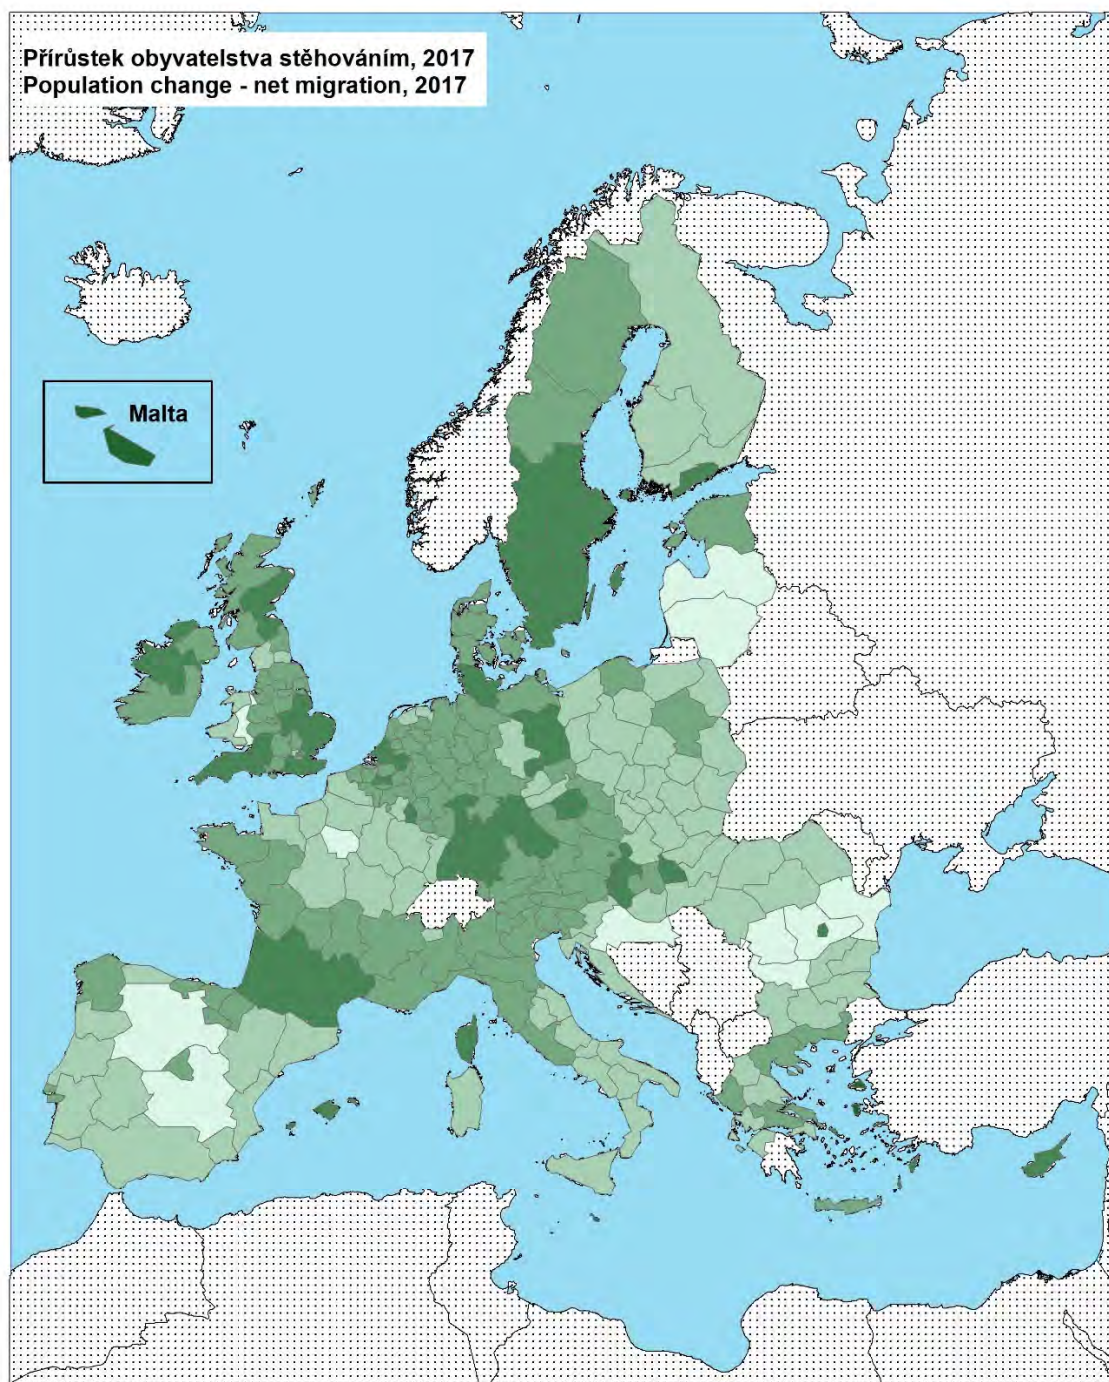 Přírůstek obyvatelstva stěhováním, 2017
Population change - net migration, 2017
Malta